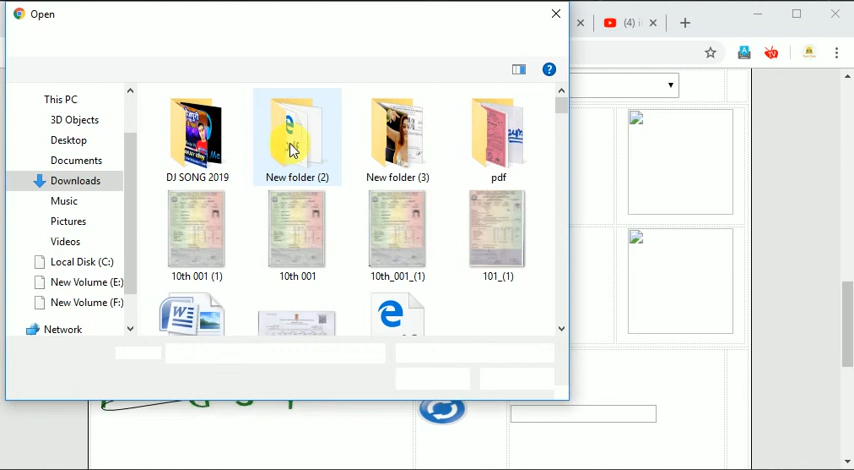 Open
(4) i
This PC
3D Objects
Desktop
Documents
Downloads
Music
Pictures
Videos
Local Disk (C:)
New Volume (E:)
New Volume (F:)
Network
DJ SONG 2019
New folder (2)
New folder (3)
pdf
10th 001 (1)
10th 001
10th_001_(1)
101_(1)